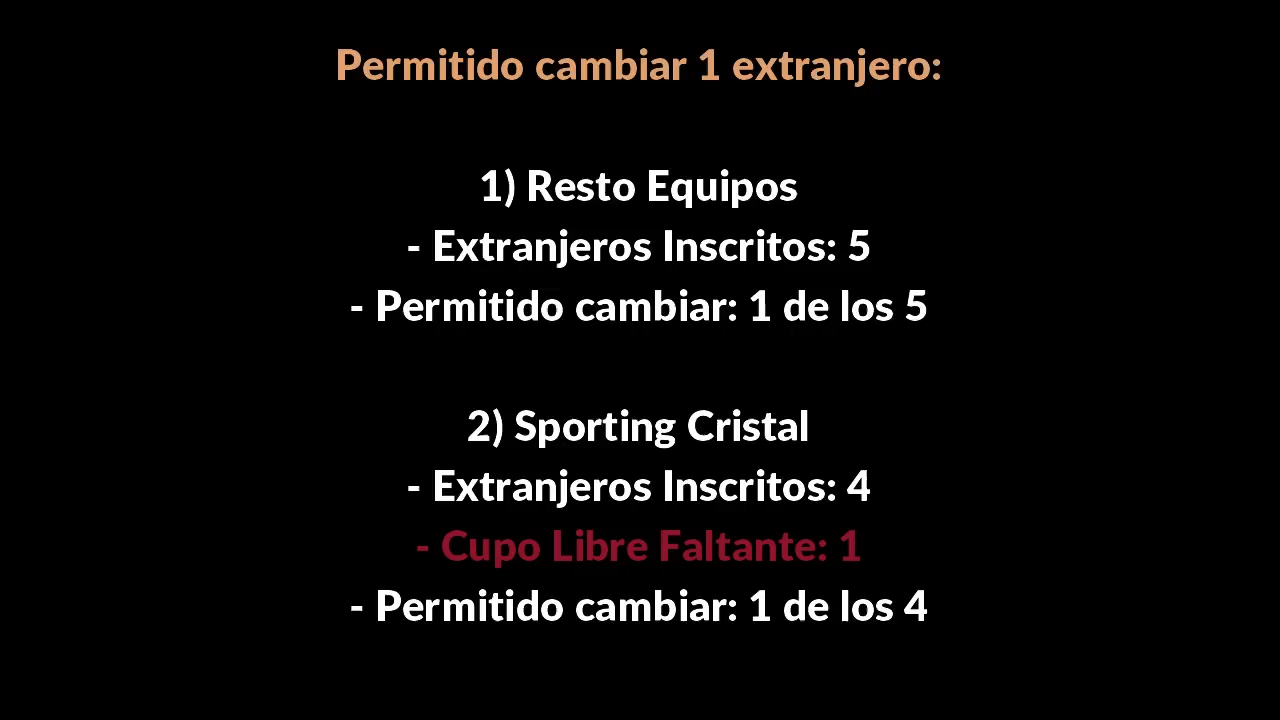 Permitido cambiar 1 extranjero:
1) Resto Equipos
- Extranjeros Inscritos: 5
- Permitido cambiar: 1 de los 5
2) Sporting Cristal
- Extranjeros Inscritos: 4
- Cupo Libre Faltante: 1
- Permitido cambiar: 1 de los 4